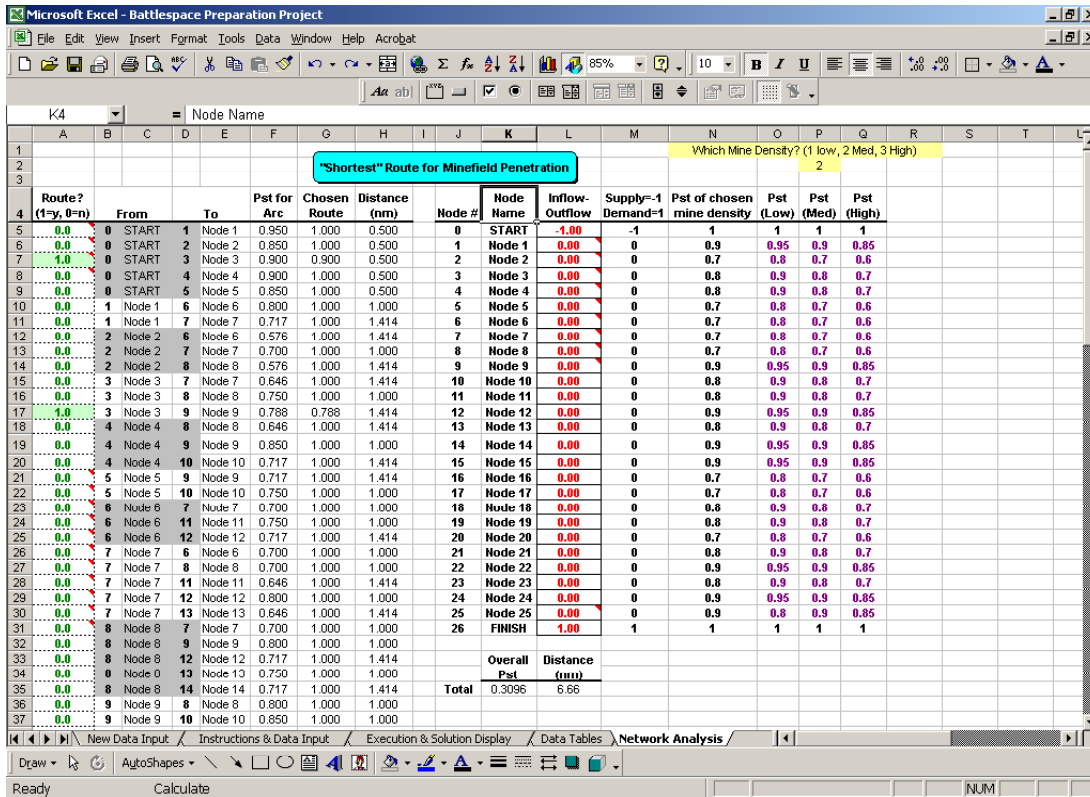 Microsoft Excel - Battlespace Preparation Project
File Edit View Insert Format Tools Data Window Help Acrobat
85% 10 B I U
Aa ab|
K4 = Node Name
A B C D E F G H I J K L M N O P Q R S T U
1 Which Mine Density? (1 low, 2 Med, 3 High)
2 "Shortest" Route for Minefield Penetration 2
3
Route? Pst for Chosen Distance Node Inflow- Supply=-1 Pst of chosen Pst Pst Pst
4 (1=y, 0=n) From To Arc Route (nm) Node # Name Outflow Demand=1 mine density (Low) (Med) (High)
5 0.0 0 START 1 Node 1 0.950 1.000 0.500 0 START -1.00 -1 1 1 1 1
6 0.0 0 START 2 Node 2 0.850 1.000 0.500 1 Node 1 0.00 0 0.9 0.95 0.9 0.85
7 1.0 0 START 3 Node 3 0.900 0.900 0.500 2 Node 2 0.00 0 0.7 0.8 0.7 0.6
8 0.0 0 START 4 Node 4 0.900 1.000 0.500 3 Node 3 0.00 0 0.8 0.9 0.8 0.7
9 0.0 0 START 5 Node 5 0.850 1.000 0.500 4 Node 4 0.00 0 0.8 0.9 0.8 0.7
10 0.0 1 Node 1 6 Node 6 0.800 1.000 1.000 5 Node 5 0.00 0 0.7 0.8 0.7 0.6
11 0.0 1 Node 1 7 Node 7 0.717 1.000 1.414 6 Node 6 0.00 0 0.7 0.8 0.7 0.6
12 0.0 2 Node 2 6 Node 6 0.576 1.000 1.414 7 Node 7 0.00 0 0.7 0.8 0.7 0.6
13 0.0 2 Node 2 7 Node 7 0.700 1.000 1.000 8 Node 8 0.00 0 0.7 0.8 0.7 0.6
14 0.0 2 Node 2 8 Node 8 0.576 1.000 1.414 9 Node 9 0.00 0 0.9 0.95 0.9 0.85
15 0.0 3 Node 3 7 Node 7 0.646 1.000 1.414 10 Node 10 0.00 0 0.8 0.9 0.8 0.7
16 0.0 3 Node 3 8 Node 8 0.750 1.000 1.000 11 Node 11 0.00 0 0.8 0.9 0.8 0.7
17 1.0 3 Node 3 9 Node 9 0.788 0.788 1.414 12 Node 12 0.00 0 0.9 0.95 0.9 0.85
18 0.0 4 Node 4 8 Node 8 0.646 1.000 1.414 13 Node 13 0.00 0 0.8 0.9 0.8 0.7
19 0.0 4 Node 4 9 Node 9 0.850 1.000 1.000 14 Node 14 0.00 0 0.9 0.95 0.9 0.85
20 0.0 4 Node 4 10 Node 10 0.717 1.000 1.414 15 Node 15 0.00 0 0.9 0.95 0.9 0.85
21 0.0 5 Node 5 9 Node 9 0.717 1.000 1.414 16 Node 16 0.00 0 0.7 0.8 0.7 0.6
22 0.0 5 Node 5 10 Node 10 0.750 1.000 1.000 17 Node 17 0.00 0 0.7 0.8 0.7 0.6
23 0.0 6 Node 6 7 Node 7 0.700 1.000 1.000 18 Node 18 0.00 0 0.8 0.9 0.8 0.7
24 0.0 6 Node 6 11 Node 11 0.750 1.000 1.000 19 Node 19 0.00 0 0.8 0.9 0.8 0.7
25 0.0 6 Node 6 12 Node 12 0.717 1.000 1.414 20 Node 20 0.00 0 0.7 0.8 0.7 0.6
26 0.0 7 Node 7 6 Node 6 0.700 1.000 1.000 21 Node 21 0.00 0 0.8 0.9 0.8 0.7
27 0.0 7 Node 7 8 Node 8 0.700 1.000 1.000 22 Node 22 0.00 0 0.9 0.95 0.9 0.85
28 0.0 7 Node 7 11 Node 11 0.646 1.000 1.414 23 Node 23 0.00 0 0.8 0.9 0.8 0.7
29 0.0 7 Node 7 12 Node 12 0.800 1.000 1.000 24 Node 24 0.00 0 0.9 0.95 0.9 0.85
30 0.0 7 Node 7 13 Node 13 0.646 1.000 1.414 25 Node 25 0.00 0 0.9 0.8 0.9 0.85
31 0.0 8 Node 8 7 Node 7 0.700 1.000 1.000 26 FINISH 1.00 1 1 1 1 1
32 0.0 8 Node 8 9 Node 9 0.800 1.000 1.000
33 0.0 8 Node 8 12 Node 12 0.717 1.000 1.414 Overall Distance
34 0.0 8 Node 8 13 Node 13 0.750 1.000 1.000 Pst (nm)
35 0.0 8 Node 8 14 Node 14 0.717 1.000 1.414 Total 0.3096 6.66
36 0.0 9 Node 9 8 Node 8 0.800 1.000 1.000
37 0.0 9 Node 9 10 Node 10 0.850 1.000 1.000
New Data Input Instructions & Data Input Execution & Solution Display Data Tables Network Analysis
Draw AutoShapes
Ready Calculate NUM